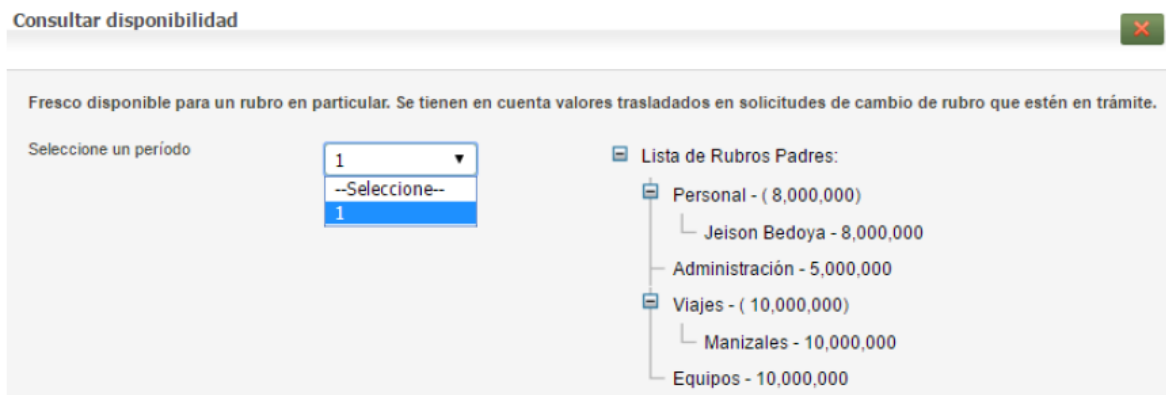 Consultar disponibilidad
Fresco disponible para un rubro en particular. Se tienen en cuenta valores trasladados en solicitudes de cambio de rubro que estén en trámite.
Seleccione un período
1
--Seleccione--
1
Lista de Rubros Padres:
Personal - ( 8,000,000)
Jeison Bedoya - 8,000,000
Administración - 5,000,000
Viajes - ( 10,000,000)
Manizales - 10,000,000
Equipos - 10,000,000